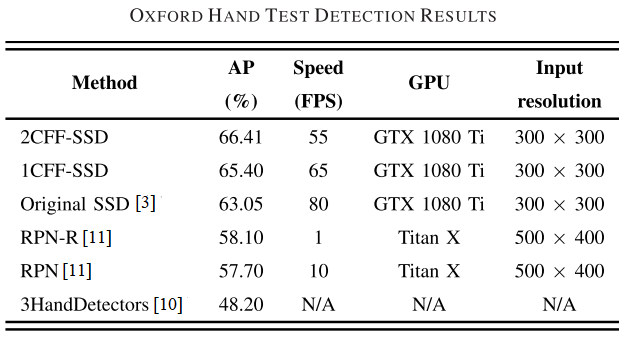 OXFORD HAND TEST DETECTION RESULTS
Method AP (%) Speed (FPS) GPU Input resolution
2CFF-SSD 66.41 55 GTX 1080 Ti 300 × 300
1CFF-SSD 65.40 65 GTX 1080 Ti 300 × 300
Original SSD [3] 63.05 80 GTX 1080 Ti 300 × 300
RPN-R [11] 58.10 1 Titan X 500 × 400
RPN [11] 57.70 10 Titan X 500 × 400
3HandDetectors [10] 48.20 N/A N/A N/A